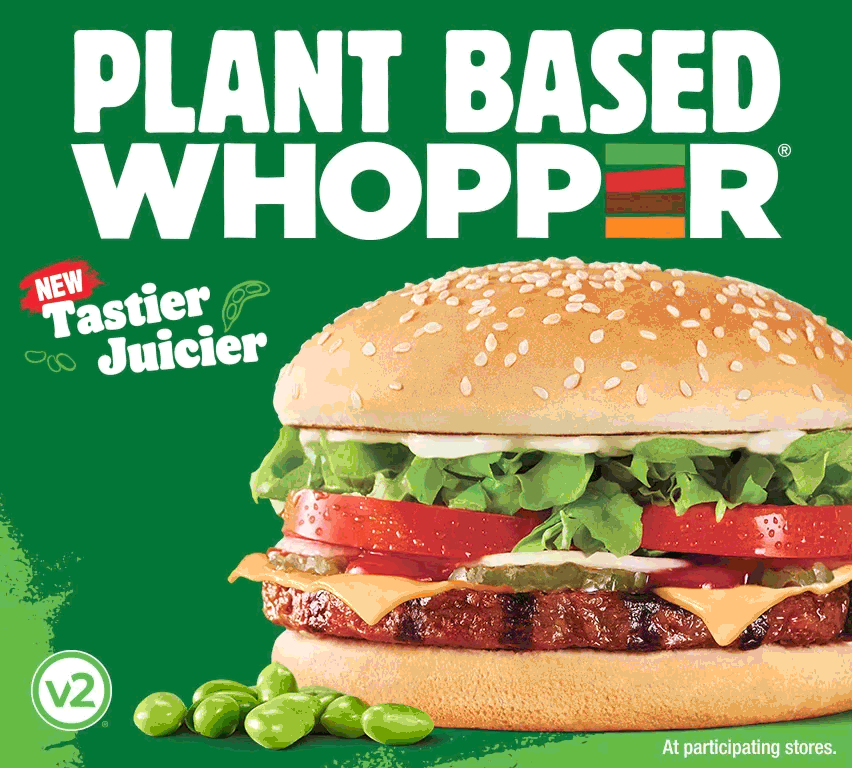 PLANT BASED
WHOPPER®
NEW
Tastier
Juicier
v2®
At participating stores.